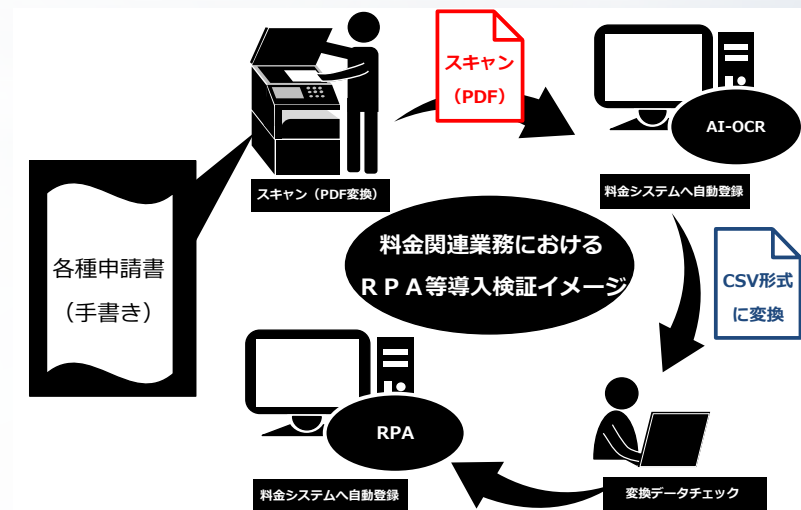 各種申請書
（手書き）
スキャン（PDF変換）
スキャン
（PDF）
AI-OCR
料金システムへ自動登録
料金関連業務における
ＲＰＡ等導入検証イメージ
CSV形式
に変換
変換データチェック
RPA
料金システムへ自動登録